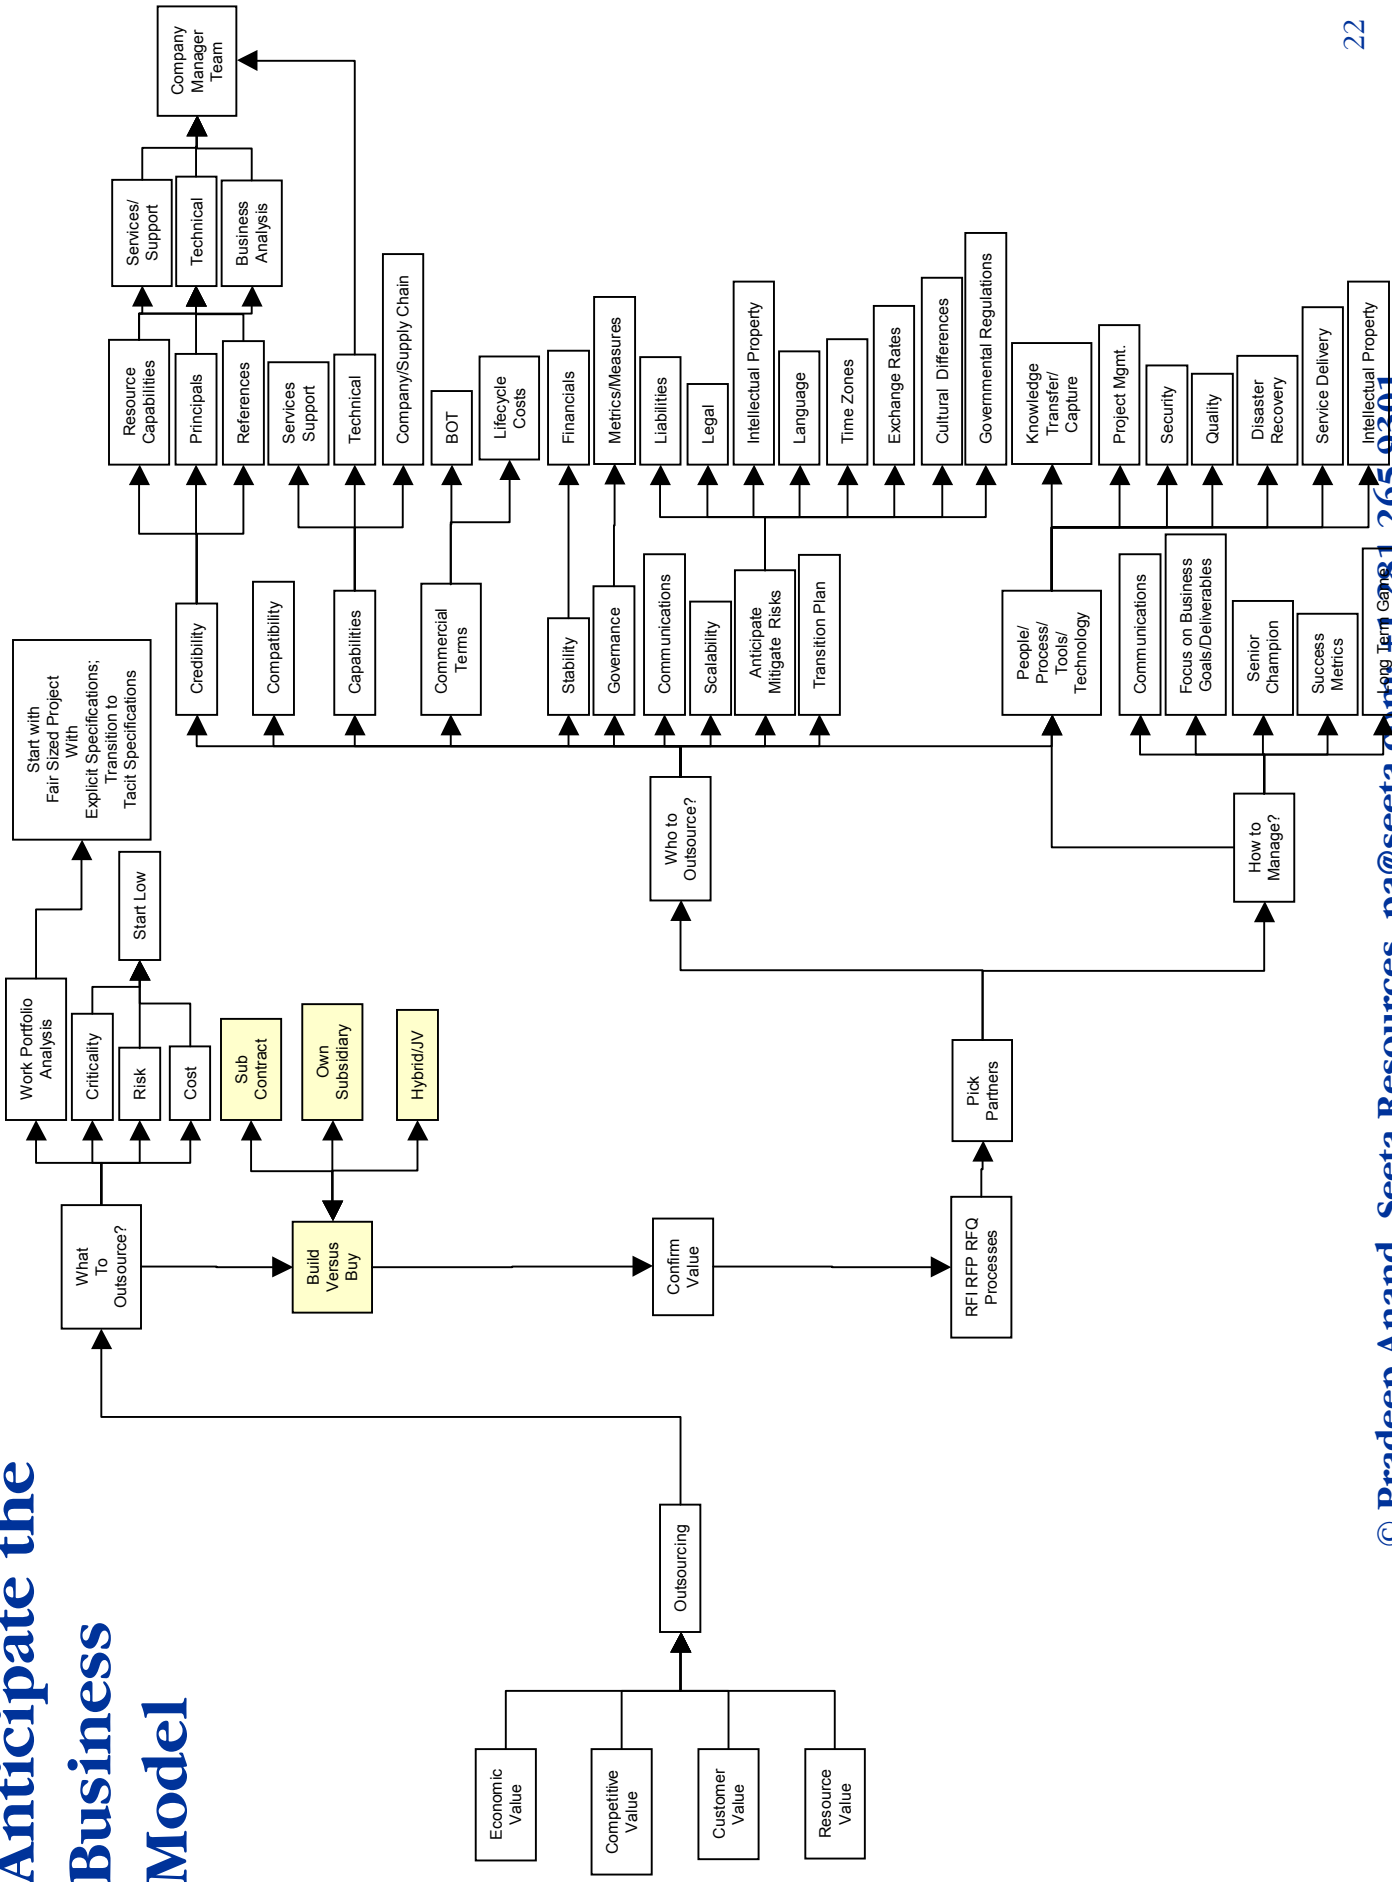 Anticipate the
Business
Model
Economic
Value
Competitive
Value
Customer
Value
Resource
Value
Outsourcing
What
To
Outsource?
Build
Versus
Buy
Confirm
Value
RFI RFP RFQ
Processes
Work Portfolio
Analysis
Criticality
Risk
Cost
Sub
Contract
Own
Subsidiary
Hybrid/JV
Pick
Partners
Start with
Fair Sized Project
With
Explicit Specifications;
Transition to
Tacit Specifications
Start Low
Who to
Outsource?
How to
Manage?
Credibility
Compatibility
Capabilities
Commercial
Terms
Stability
Governance
Communications
Scalability
Anticipate
Mitigate Risks
Transition Plan
People/
Process/
Tools/
Technology
Communications
Focus on Business
Goals/Deliverables
Senior
Champion
Success
Metrics
Long Term Game
Resource
Capabilities
Principals
References
Services
Support
Technical
Company/Supply Chain
BOT
Lifecycle
Costs
Financials
Metrics/Measures
Liabilities
Legal
Intellectual Property
Language
Time Zones
Exchange Rates
Cultural Differences
Governmental Regulations
Knowledge
Transfer/
Capture
Project Mgmt.
Security
Quality
Disaster
Recovery
Service Delivery
Intellectual Property
Services/
Support
Technical
Business
Analysis
Company
Manager
Team
© Pradeep Anand, Seeta Resources, pa@seeta.com
22